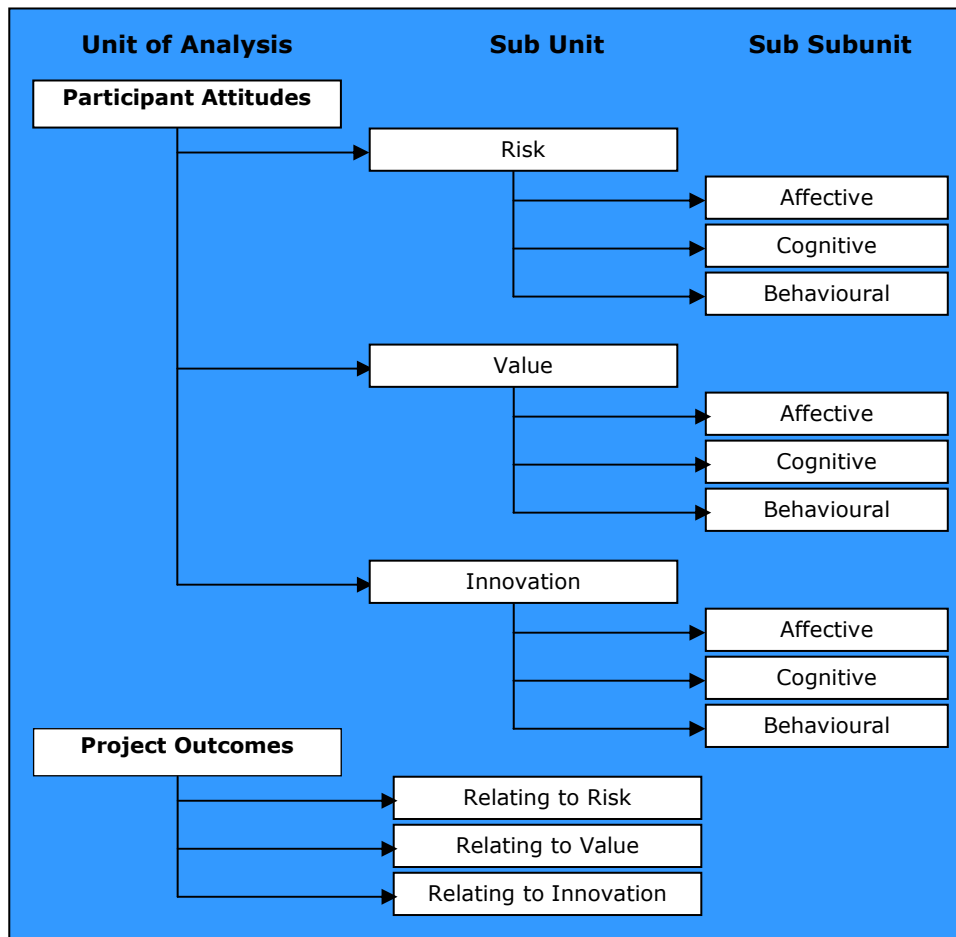 Unit of Analysis
Sub Unit
Sub Subunit
Participant Attitudes
Risk
Affective
Cognitive
Behavioural
Value
Affective
Cognitive
Behavioural
Innovation
Affective
Cognitive
Behavioural
Project Outcomes
Relating to Risk
Relating to Value
Relating to Innovation